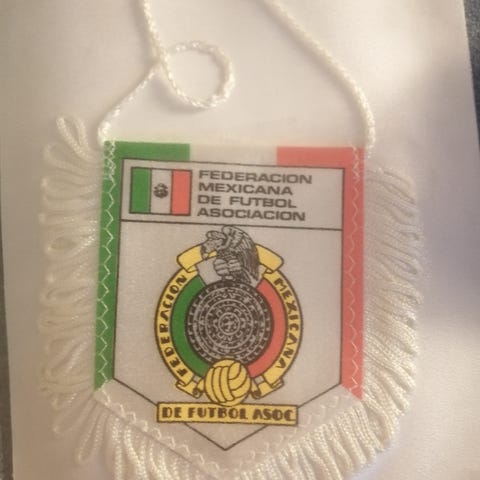 FEDERACION
MEXICANA
DE FUTBOL
ASOCIACION
FEDERACION
MEXICANA
DE FUTBOL ASOC.